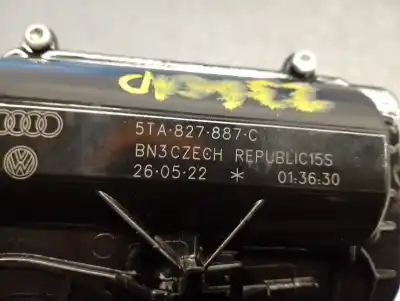 5TA·827·887·C
BN3CZECH REPUBLIC15S
26·05·22 * 01:36:30